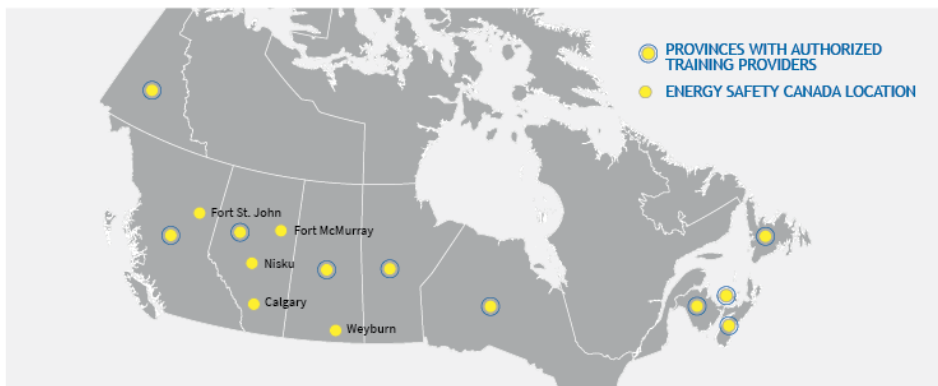 PROVINCES WITH AUTHORIZED
TRAINING PROVIDERS
ENERGY SAFETY CANADA LOCATION
Fort St. John
Fort McMurray
Nisku
Calgary
Weyburn